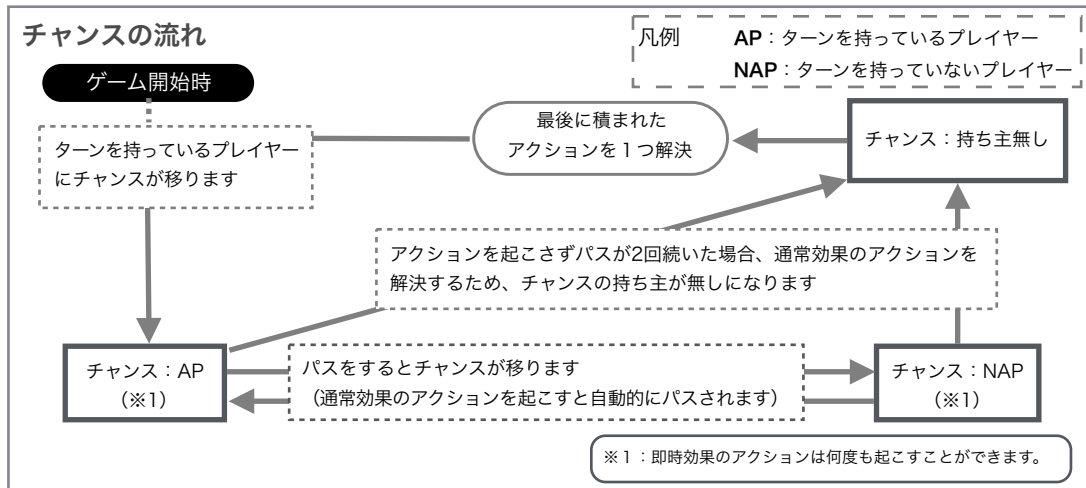 チャンスの流れ
凡例 AP：ターンを持っているプレイヤー
NAP：ターンを持っていないプレイヤー
ゲーム開始時
最後に積まれた
アクションを１つ解決
チャンス：持ち主無し
ターンを持っているプレイヤー
にチャンスが移ります
アクションを起こさずパスが2回続いた場合、通常効果のアクションを
解決するため、チャンスの持ち主が無しになります
チャンス：AP
（※1）
パスをするとチャンスが移ります
（通常効果のアクションを起こすと自動的にパスされます）
チャンス：NAP
（※1）
※１：即時効果のアクションは何度も起こすことができます。